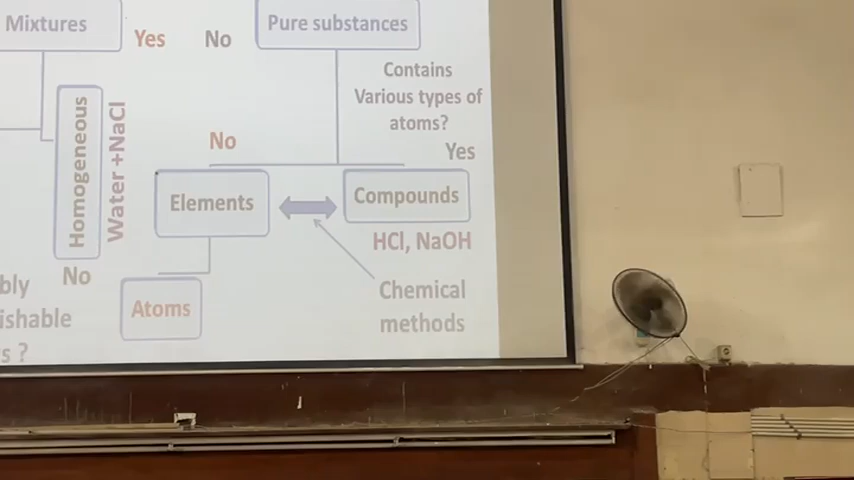 Mixtures
Yes
No
Pure substances
Contains
Various types of
atoms?
No
Yes
Homogeneous
Water +NaCl
Elements
Compounds
HCl, NaOH
No
Chemical
methods
Atoms
bly
ishable
s ?